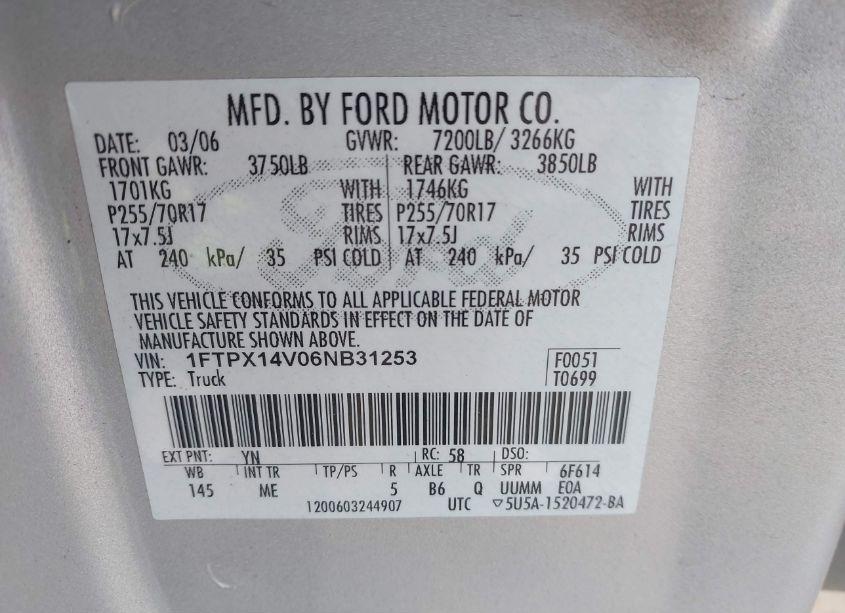 MFD. BY FORD MOTOR CO.
DATE: 03/06 GVWR: 7200LB/ 3266KG
FRONT GAWR: 3750LB REAR GAWR: 3850LB
1701KG WITH 1746KG WITH
P255/70R17 TIRES P255/70R17 TIRES
17x7.5J RIMS 17x7.5J RIMS
AT 240 kPa/ 35 PSI COLD AT 240 kPa/ 35 PSI COLD
Ford
THIS VEHICLE CONFORMS TO ALL APPLICABLE FEDERAL MOTOR
VEHICLE SAFETY STANDARDS IN EFFECT ON THE DATE OF
MANUFACTURE SHOWN ABOVE.
VIN: 1FTPX14V06NB31253 F0051
TYPE: Truck T0699
EXT PNT: YN RC: 58 DSO:
WB INT TR TP/PS R AXLE TR SPR 6F614
145 ME 5 B6 Q UUMM E0A
1200603244907 UTC ▽5U5A-1520472-BA